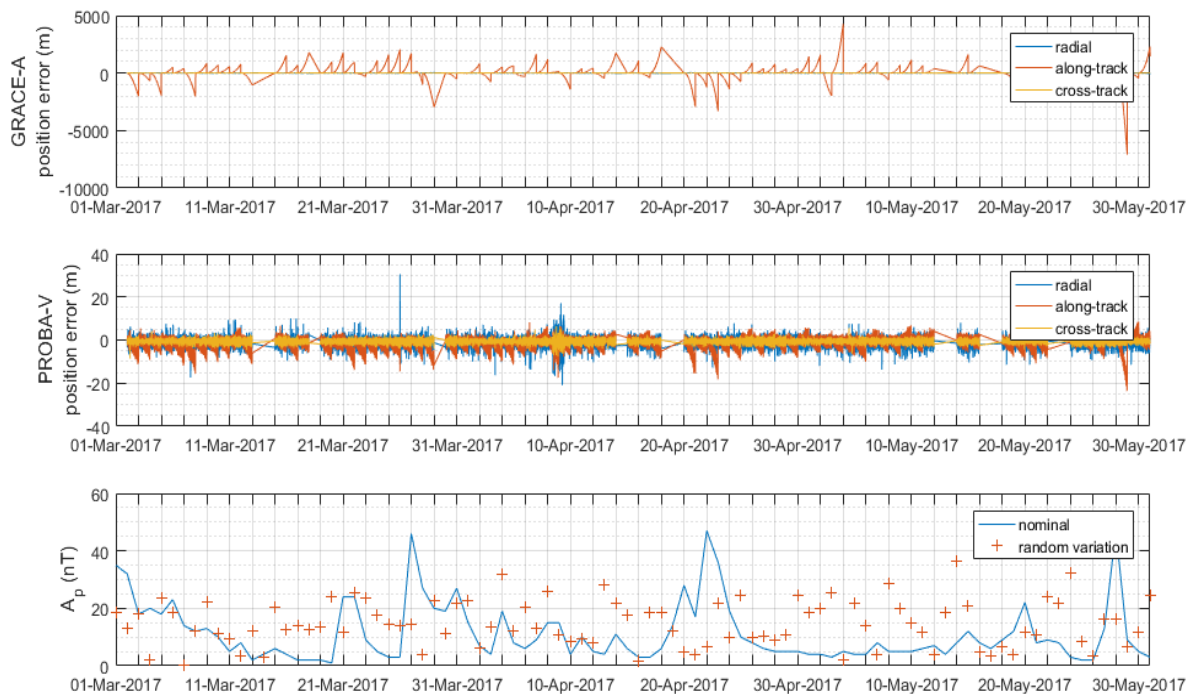 GRACE-A
position error (m)
5000
0
-5000
-10000
radial
along-track
cross-track
01-Mar-2017 11-Mar-2017 21-Mar-2017 31-Mar-2017 10-Apr-2017 20-Apr-2017 30-Apr-2017 10-May-2017 20-May-2017 30-May-2017
PROBA-V
position error (m)
40
20
0
-20
-40
radial
along-track
cross-track
01-Mar-2017 11-Mar-2017 21-Mar-2017 31-Mar-2017 10-Apr-2017 20-Apr-2017 30-Apr-2017 10-May-2017 20-May-2017 30-May-2017
Ap (nT)
60
40
20
0
nominal
random variation
01-Mar-2017 11-Mar-2017 21-Mar-2017 31-Mar-2017 10-Apr-2017 20-Apr-2017 30-Apr-2017 10-May-2017 20-May-2017 30-May-2017